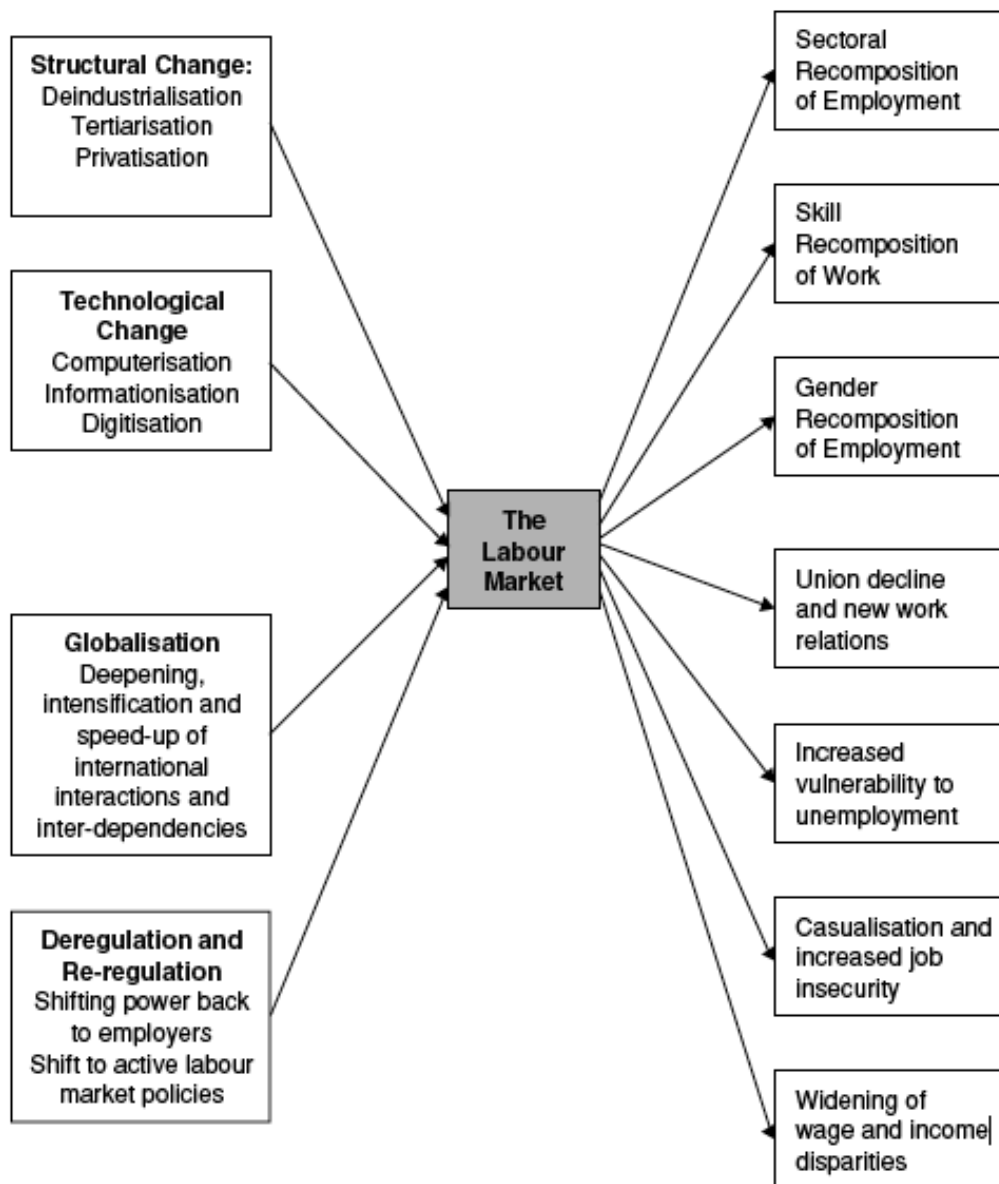 Structural Change:
Deindustrialisation
Tertiarisation
Privatisation
Technological
Change
Computerisation
Informationisation
Digitisation
Globalisation
Deepening,
intensification and
speed-up of
international
interactions and
inter-dependencies
Deregulation and
Re-regulation
Shifting power back
to employers
Shift to active labour
market policies
The
Labour
Market
Sectoral
Recomposition
of Employment
Skill
Recomposition
of Work
Gender
Recomposition
of Employment
Union decline
and new work
relations
Increased
vulnerability to
unemployment
Casualisation and
increased job
insecurity
Widening of
wage and income
disparities